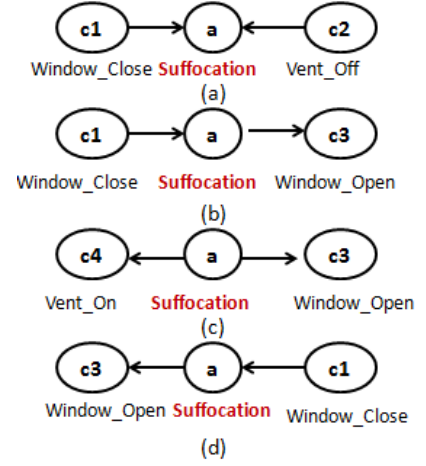 c1 a c2
Window_Close Suffocation Vent_Off
(a)
c1 a c3
Window_Close Suffocation Window_Open
(b)
c4 a c3
Vent_On Suffocation Window_Open
(c)
c3 a c1
Window_Open Suffocation Window_Close
(d)